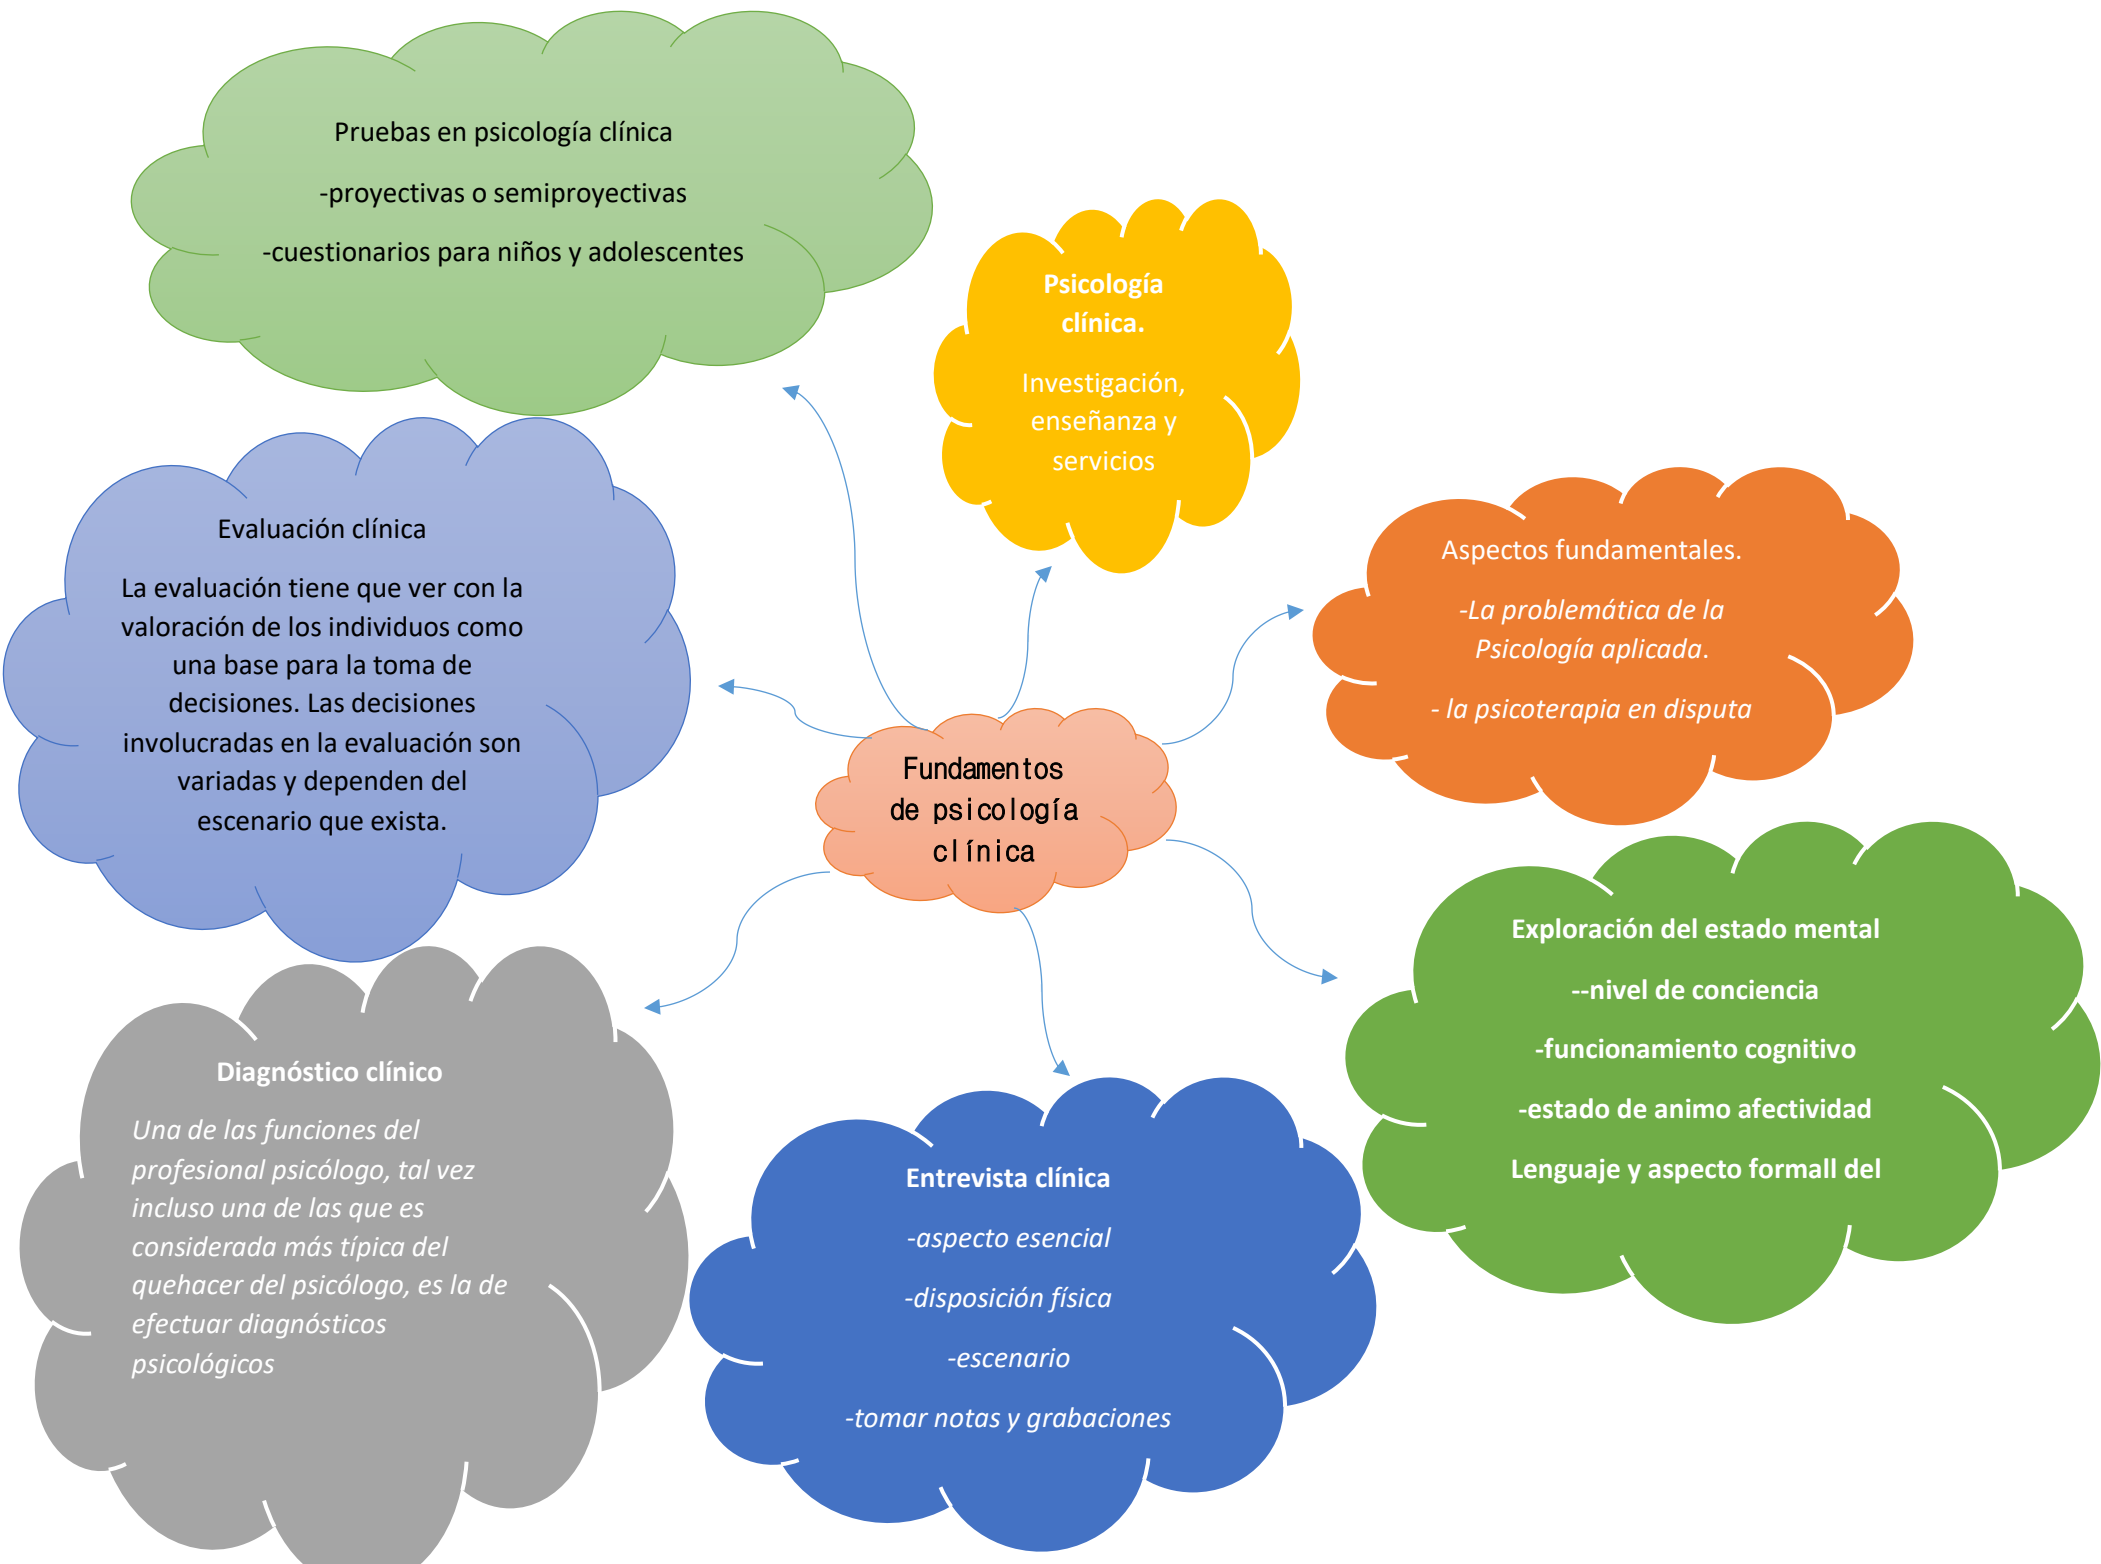 Pruebas en psicología clínica
-proyectivas o semiproyectivas
-cuestionarios para niños y adolescentes
Psicología
clínica.
Investigación,
enseñanza y
servicios
Evaluación clínica
La evaluación tiene que ver con la
valoración de los individuos como
una base para la toma de
decisiones. Las decisiones
involucradas en la evaluación son
variadas y dependen del
escenario que exista.
Aspectos fundamentales.
-La problemática de la
Psicología aplicada.
- la psicoterapia en disputa
Fundamentos
de psicología
clínica
Exploración del estado mental
--nivel de conciencia
-funcionamiento cognitivo
-estado de animo afectividad
Lenguaje y aspecto formall del
Diagnóstico clínico
Una de las funciones del
profesional psicólogo, tal vez
incluso una de las que es
considerada más típica del
quehacer del psicólogo, es la de
efectuar diagnósticos
psicológicos
Entrevista clínica
-aspecto esencial
-disposición física
-escenario
-tomar notas y grabaciones